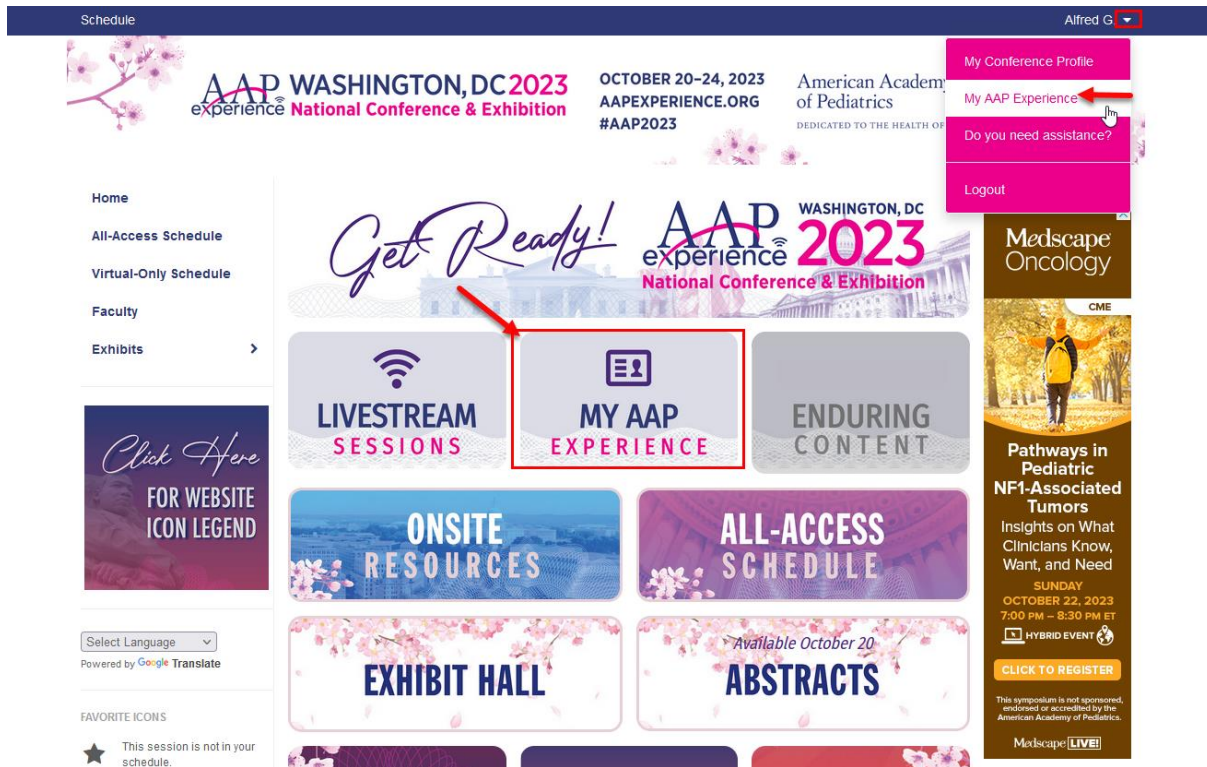 Schedule
Alfred G.
My Conference Profile
My AAP Experience
Do you need assistance?
Logout
AAP experience
WASHINGTON, DC 2023
National Conference & Exhibition
OCTOBER 20–24, 2023
AAPEXPERIENCE.ORG
#AAP2023
American Academy
of Pediatrics
DEDICATED TO THE HEALTH OF
Home
All-Access Schedule
Virtual-Only Schedule
Faculty
Exhibits
Click Here
FOR WEBSITE
ICON LEGEND
Select Language
Powered by Google Translate
FAVORITE ICONS
This session is not in your
schedule.
Get Ready!
AAP
experience
WASHINGTON, DC
2023
National Conference & Exhibition
LIVESTREAM
SESSIONS
MY AAP
EXPERIENCE
ENDURING
CONTENT
ONSITE
RESOURCES
ALL-ACCESS
SCHEDULE
EXHIBIT HALL
Available October 20
ABSTRACTS
Medscape
Oncology
CME
Pathways in
Pediatric
NF1-Associated
Tumors
Insights on What
Clinicians Know,
Want, and Need
SUNDAY
OCTOBER 22, 2023
7:00 PM – 8:30 PM ET
HYBRID EVENT
CLICK TO REGISTER
This symposium is not sponsored,
endorsed or accredited by the
American Academy of Pediatrics.
Medscape LIVE!